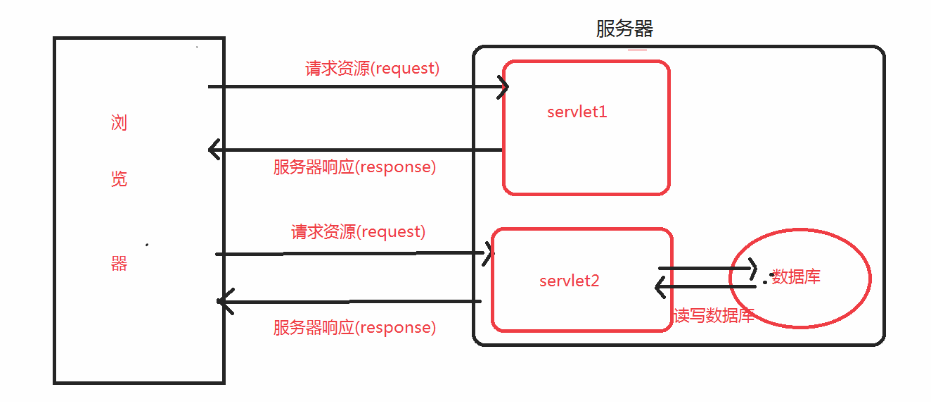 服务器
请求资源(request)
servlet1
浏
览
器
服务器响应(response)
请求资源(request)
servlet2
数据库
读写数据库
服务器响应(response)